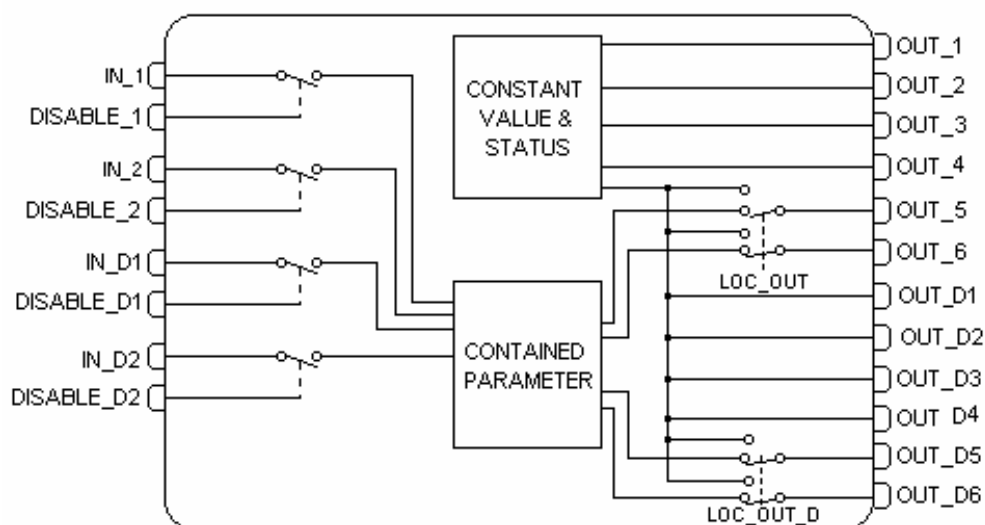 IN_1
DISABLE_1
IN_2
DISABLE_2
IN_D1
DISABLE_D1
IN_D2
DISABLE_D2
CONSTANT
VALUE &
STATUS
CONTAINED
PARAMETER
LOC_OUT
LOC_OUT_D
OUT_1
OUT_2
OUT_3
OUT_4
OUT_5
OUT_6
OUT_D1
OUT_D2
OUT_D3
OUT D4
OUT_D5
OUT_D6